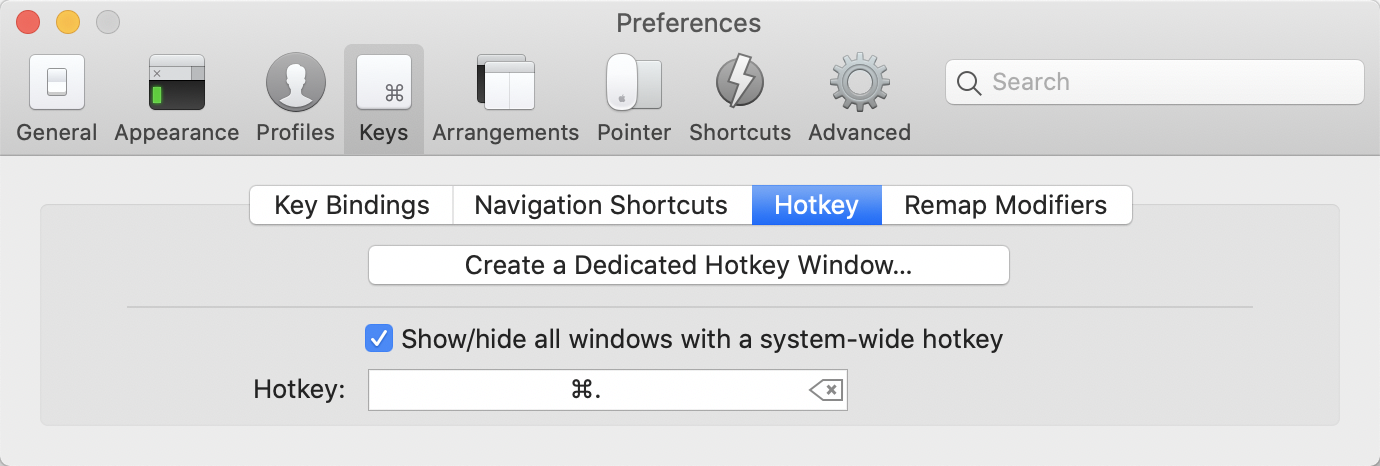 Preferences
General Appearance Profiles Keys Arrangements Pointer Shortcuts Advanced Search
Key Bindings Navigation Shortcuts Hotkey Remap Modifiers
Create a Dedicated Hotkey Window...
Show/hide all windows with a system-wide hotkey
Hotkey: ⌘.